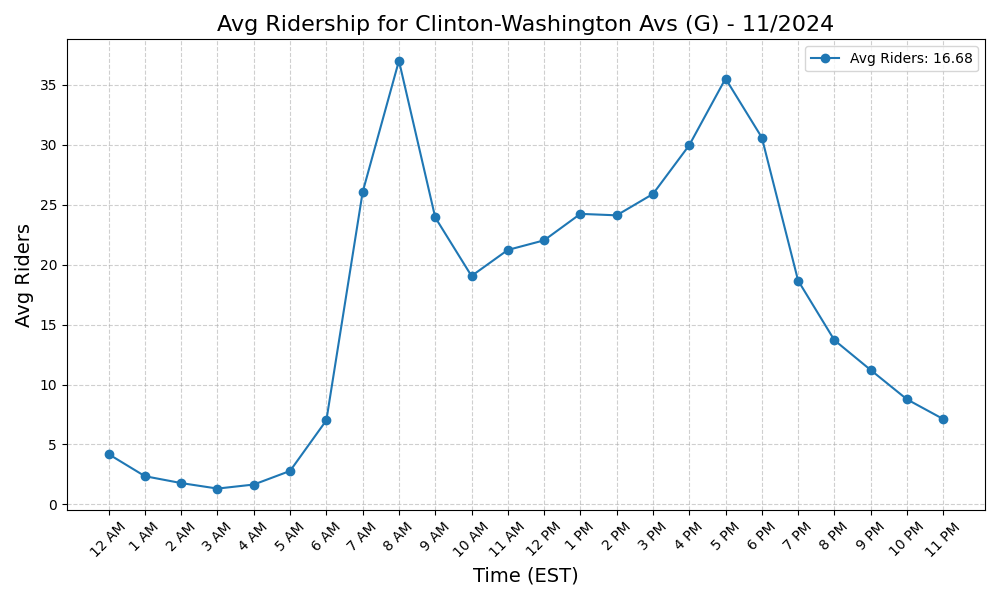 Avg Ridership for Clinton-Washington Avs (G) - 11/2024
Avg Riders: 16.68
Avg Riders
35
30
25
20
15
10
5
0
12 AM
1 AM
2 AM
3 AM
4 AM
5 AM
6 AM
7 AM
8 AM
9 AM
10 AM
11 AM
12 PM
1 PM
2 PM
3 PM
4 PM
5 PM
6 PM
7 PM
8 PM
9 PM
10 PM
11 PM
Time (EST)